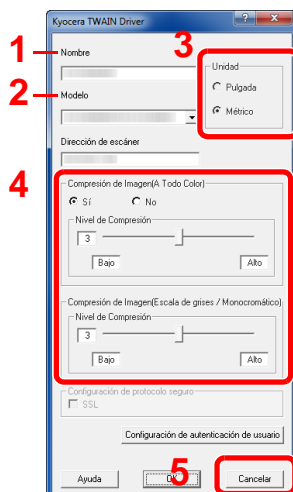 Kyocera TWAIN Driver
1
Nombre
3
Unidad
Pulgada
Métrico
2
Modelo
Dirección de escáner
4
Compresión de Imagen(A Todo Color)
Sí No
Nivel de Compresión
3
Bajo Alto
Compresión de Imagen(Escala de grises / Monocromático)
Nivel de Compresión
3
Bajo Alto
Configuración de protocolo seguro
SSL
Configuración de autenticación de usuario
5
Ayuda Cancelar